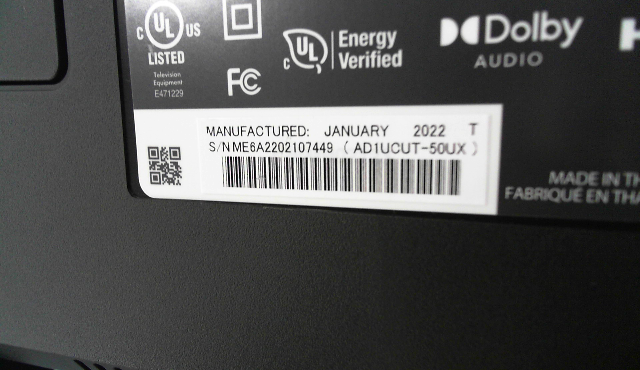 C UL US
LISTED
Television
Equipment
E471229
FC
C UL
Energy
Verified
Dolby
AUDIO
H
MANUFACTURED: JANUARY 2022 T
S/N ME6A2202107449 ( AD1UCUT-50UX )
MADE IN TH
FABRIQUÉ EN THA